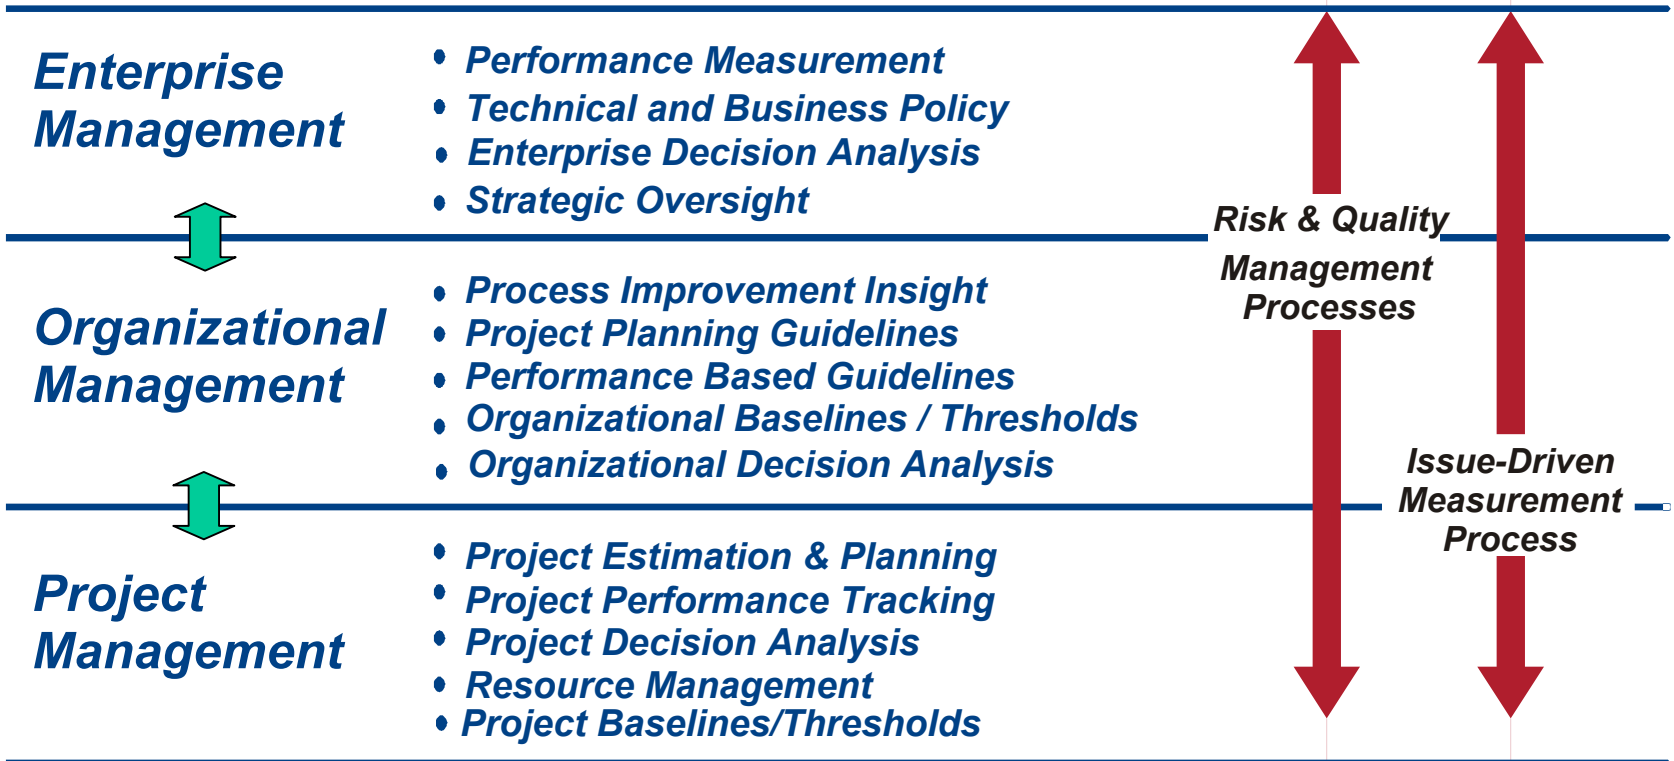 Enterprise
Management
• Performance Measurement
• Technical and Business Policy
• Enterprise Decision Analysis
• Strategic Oversight
Organizational
Management
• Process Improvement Insight
• Project Planning Guidelines
• Performance Based Guidelines
• Organizational Baselines / Thresholds
• Organizational Decision Analysis
Project
Management
• Project Estimation & Planning
• Project Performance Tracking
• Project Decision Analysis
• Resource Management
• Project Baselines/Thresholds
Risk & Quality
Management
Processes
Issue-Driven
Measurement
Process